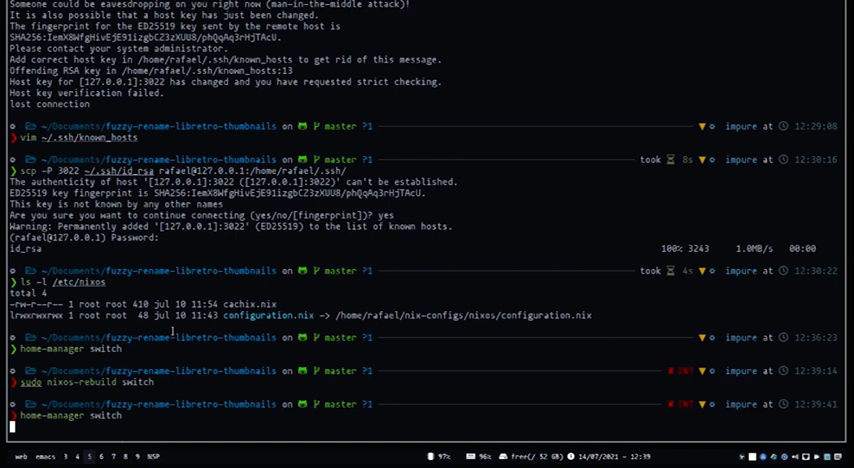 Someone could be eavesdropping on you right now (man-in-the-middle attack)!
It is also possible that a host key has just been changed.
The fingerprint for the ED25519 key sent by the remote host is
SHA256:IemX8WfgHivEjE91izgbCZ3zXUU8/phQqAq3rHjTAcU.
Please contact your system administrator.
Add correct host key in /home/rafael/.ssh/known_hosts to get rid of this message.
Offending RSA key in /home/rafael/.ssh/known_hosts:13
Host key for [127.0.0.1]:3022 has changed and you have requested strict checking.
Host key verification failed.
lost connection
~/Documents/fuzzy-rename-libretro-thumbnails on master ?1 impure at 12:29:08
❯ vim ~/.ssh/known_hosts
~/Documents/fuzzy-rename-libretro-thumbnails on master ?1 took 8s impure at 12:30:16
❯ scp -P 3022 ~/.ssh/id_rsa rafael@127.0.0.1:/home/rafael/.ssh/
The authenticity of host '[127.0.0.1]:3022 ([127.0.0.1]:3022)' can't be established.
ED25519 key fingerprint is SHA256:IemX8WfgHivEjE91izgbCZ3zXUU8/phQqAq3rHjTAcU.
This key is not known by any other names
Are you sure you want to continue connecting (yes/no/[fingerprint])? yes
Warning: Permanently added '[127.0.0.1]:3022' (ED25519) to the list of known hosts.
(rafael@127.0.0.1) Password:
id_rsa 100% 3243 1.0MB/s 00:00
~/Documents/fuzzy-rename-libretro-thumbnails on master ?1 took 4s impure at 12:30:22
❯ ls -l /etc/nixos
total 4
-rw-r--r-- 1 root root 410 jul 10 11:54 cachix.nix
lrwxrwxrwx 1 root root 48 jul 10 11:43 configuration.nix -> /home/rafael/nix-configs/nixos/configuration.nix
~/Documents/fuzzy-rename-libretro-thumbnails on master ?1 impure at 12:36:23
❯ home-manager switch
~/Documents/fuzzy-rename-libretro-thumbnails on master ?1 INT impure at 12:39:14
❯ sudo nixos-rebuild switch
~/Documents/fuzzy-rename-libretro-thumbnails on master ?1 INT impure at 12:39:41
❯ home-manager switch
web emacs 3 4 5 6 7 8 9 NSP 97% 96% free(/ 52 GB) 14/07/2021 - 12:39